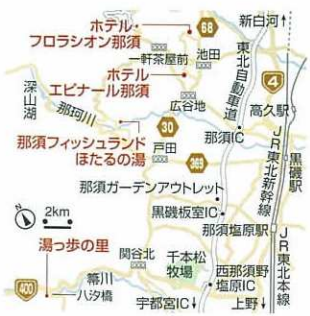 新白河↑
ホテル・
フロラシオン那須
68
一軒茶屋前
池田
ホテル
エピナール那須
東北自動車道
4
深山湖
那珂川
広谷地
高久駅
30
那須IC
那須フィッシュランド
ほたるの湯
戸田
369
JR東北新幹線
黒磯駅
那須ガーデンアウトレット
N
2km
黒磯板室IC
那須塩原駅
JR東北本線
湯っ歩の里
関谷北
千本松
牧場
400
箒川
八汐橋
西那須野
塩原IC
宇都宮IC↓
上野↓